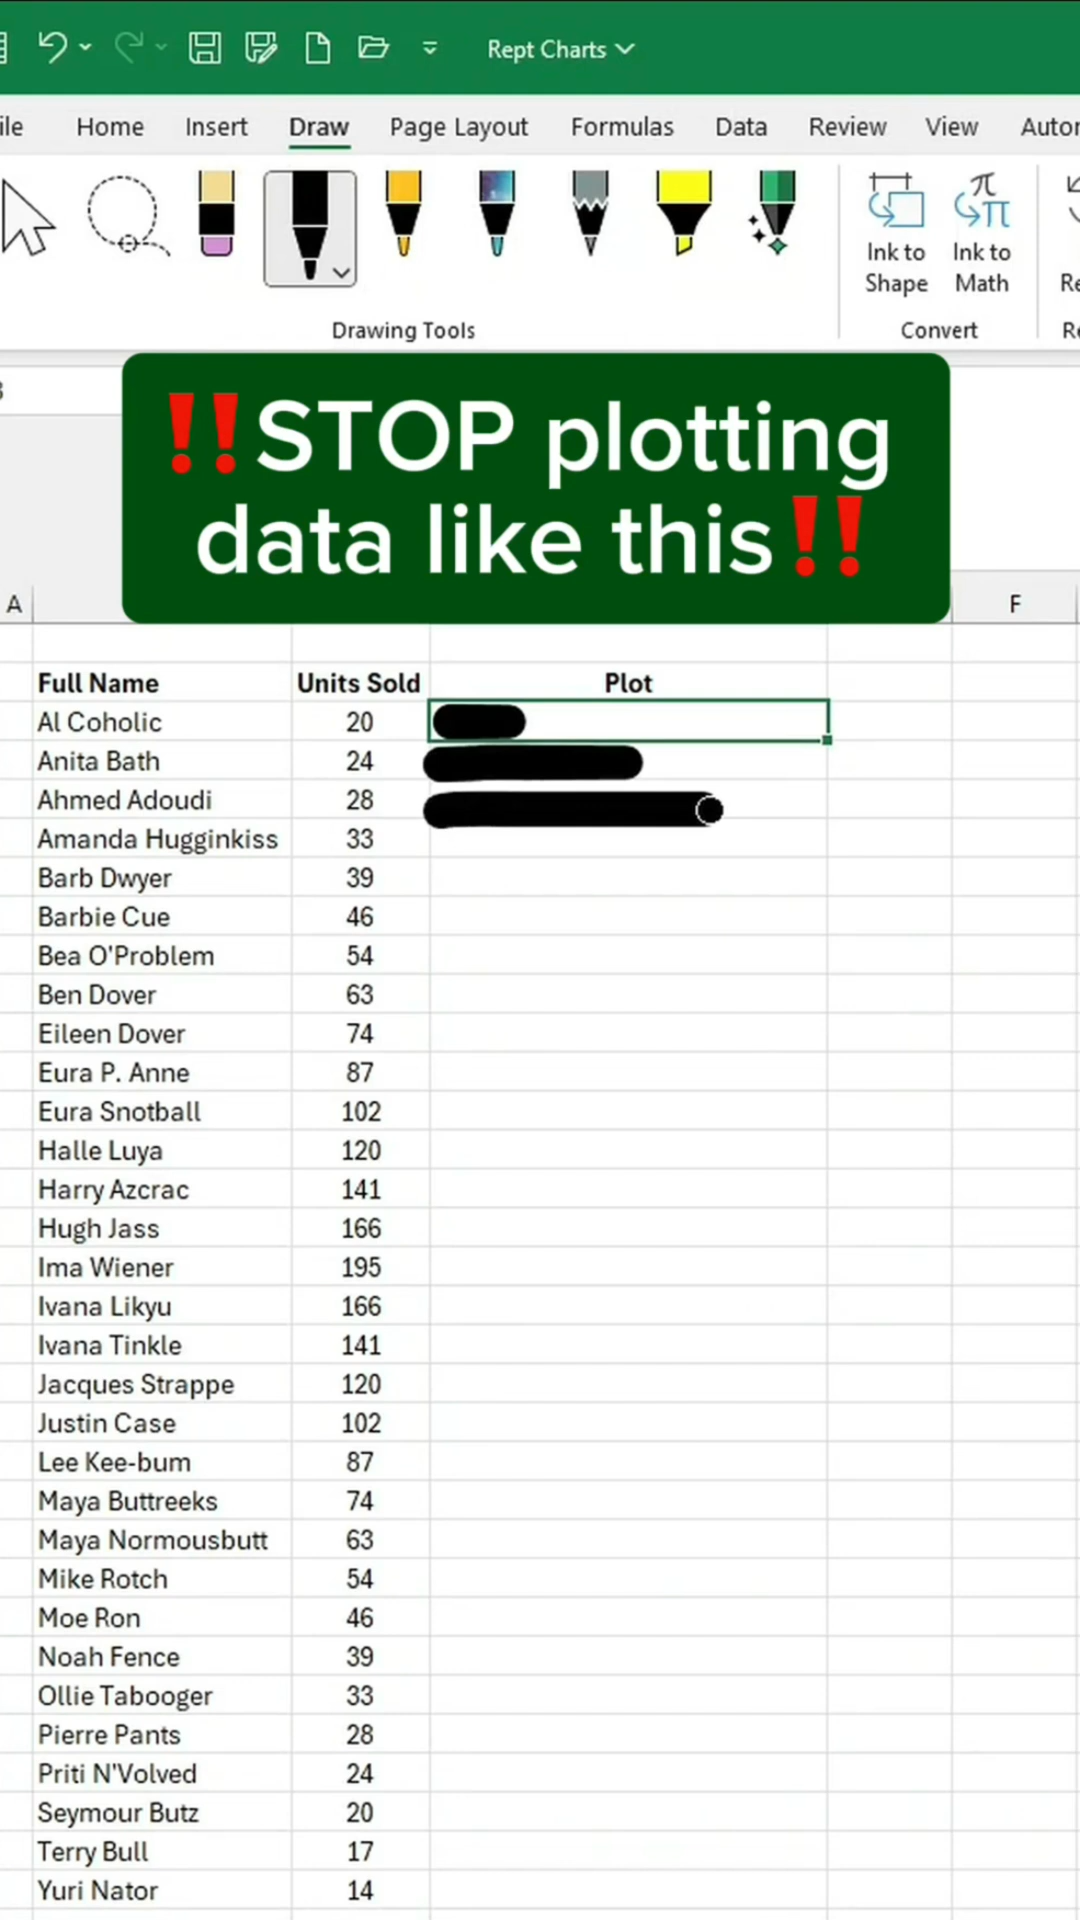 Rept Charts
ile Home Insert Draw Page Layout Formulas Data Review View Autor
Ink to Shape
Ink to Math
Re
Drawing Tools
Convert
Re
‼️STOP plotting
data like this‼️
A F
Full Name Units Sold Plot
Al Coholic 20
Anita Bath 24
Ahmed Adoudi 28
Amanda Hugginkiss 33
Barb Dwyer 39
Barbie Cue 46
Bea O'Problem 54
Ben Dover 63
Eileen Dover 74
Eura P. Anne 87
Eura Snotball 102
Halle Luya 120
Harry Azcrac 141
Hugh Jass 166
Ima Wiener 195
Ivana Likyu 166
Ivana Tinkle 141
Jacques Strappe 120
Justin Case 102
Lee Kee-bum 87
Maya Buttreeks 74
Maya Normousbutt 63
Mike Rotch 54
Moe Ron 46
Noah Fence 39
Ollie Tabooger 33
Pierre Pants 28
Priti N'Volved 24
Seymour Butz 20
Terry Bull 17
Yuri Nator 14